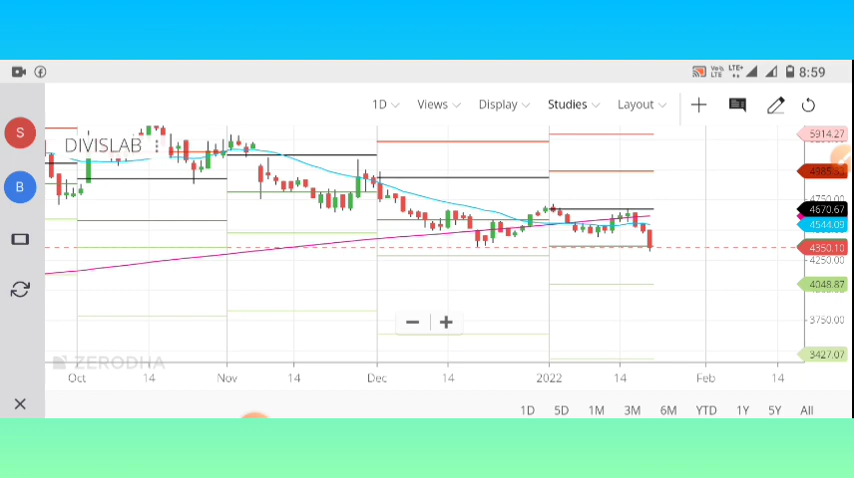 VoWi LTE LTE+ 8:59
1D Views Display Studies Layout
S
DIVISLAB
B
5914.27
4750.00
4670.67
4544.09
4350.10
4250.00
4048.87
3750.00
3427.07
ZERODHA
Oct 14 Nov 14 Dec 14 2022 14 Feb 14
1D 5D 1M 3M 6M YTD 1Y 5Y All